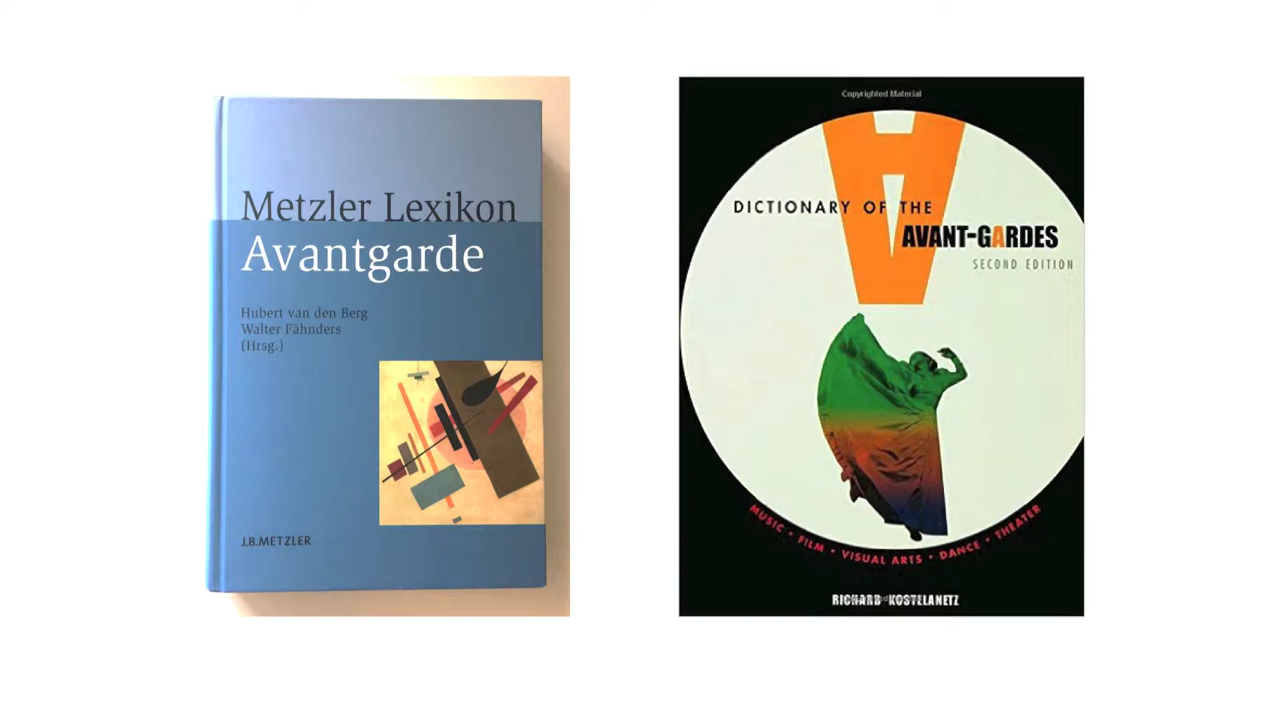 Metzler Lexikon
Avantgarde
Hubert van den Berg
Walter Fähnders
(Hrsg.)
J.B.METZLER
Copyrighted Material
DICTIONARY OF THE
AVANT-GARDES
SECOND EDITION
MUSIC • FILM • VISUAL ARTS • DANCE • THEATER
RICHARD KOSTELANETZ